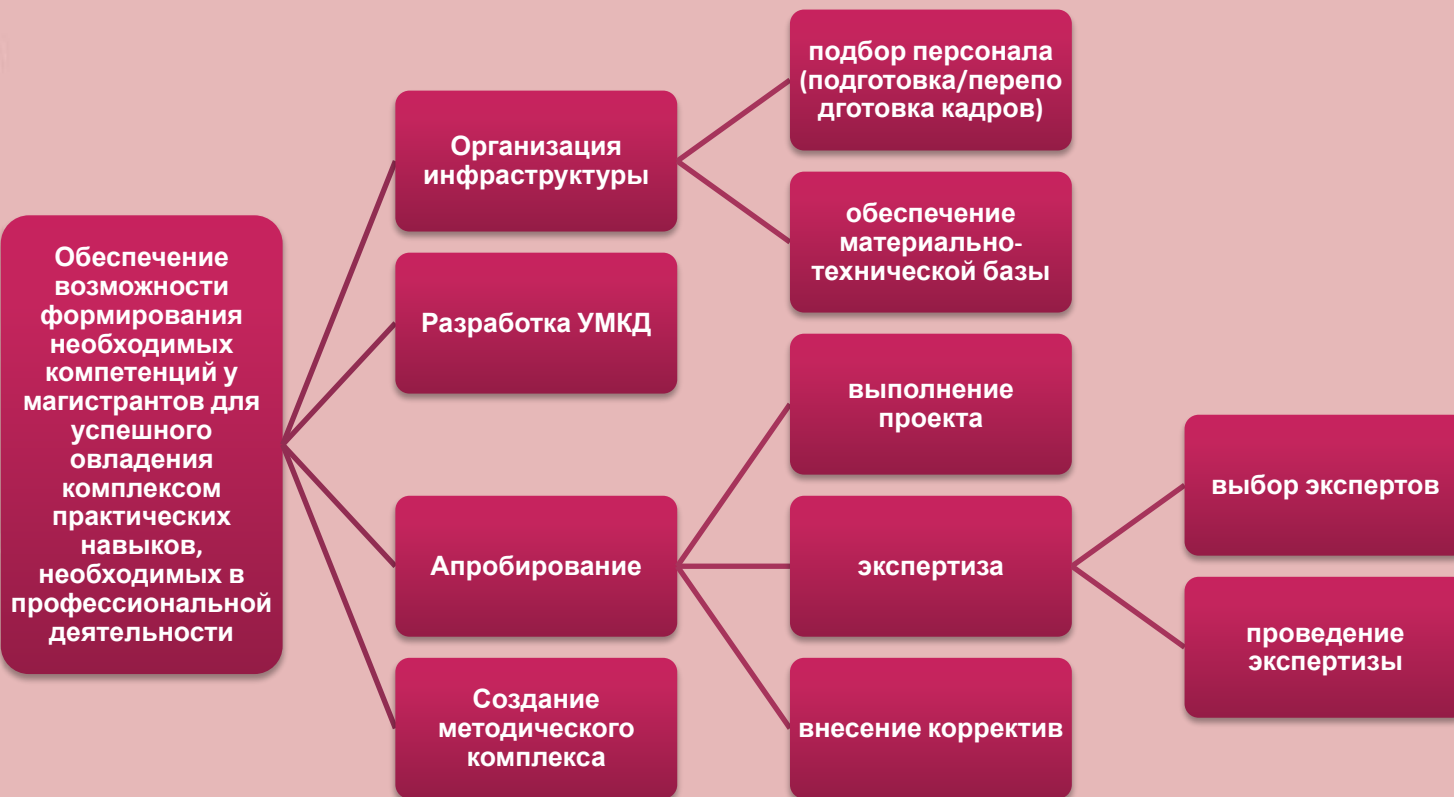 Обеспечение
возможности
формирования
необходимых
компетенций у
магистрантов для
успешного
овладения
комплексом
практических
навыков,
необходимых в
профессиональной
деятельности
Организация
инфраструктуры
подбор персонала
(подготовка/перепо
дготовка кадров)
обеспечение
материально-
технической базы
Разработка УМКД
Апробирование
выполнение
проекта
экспертиза
выбор экспертов
проведение
экспертизы
внесение корректив
Создание
методического
комплекса